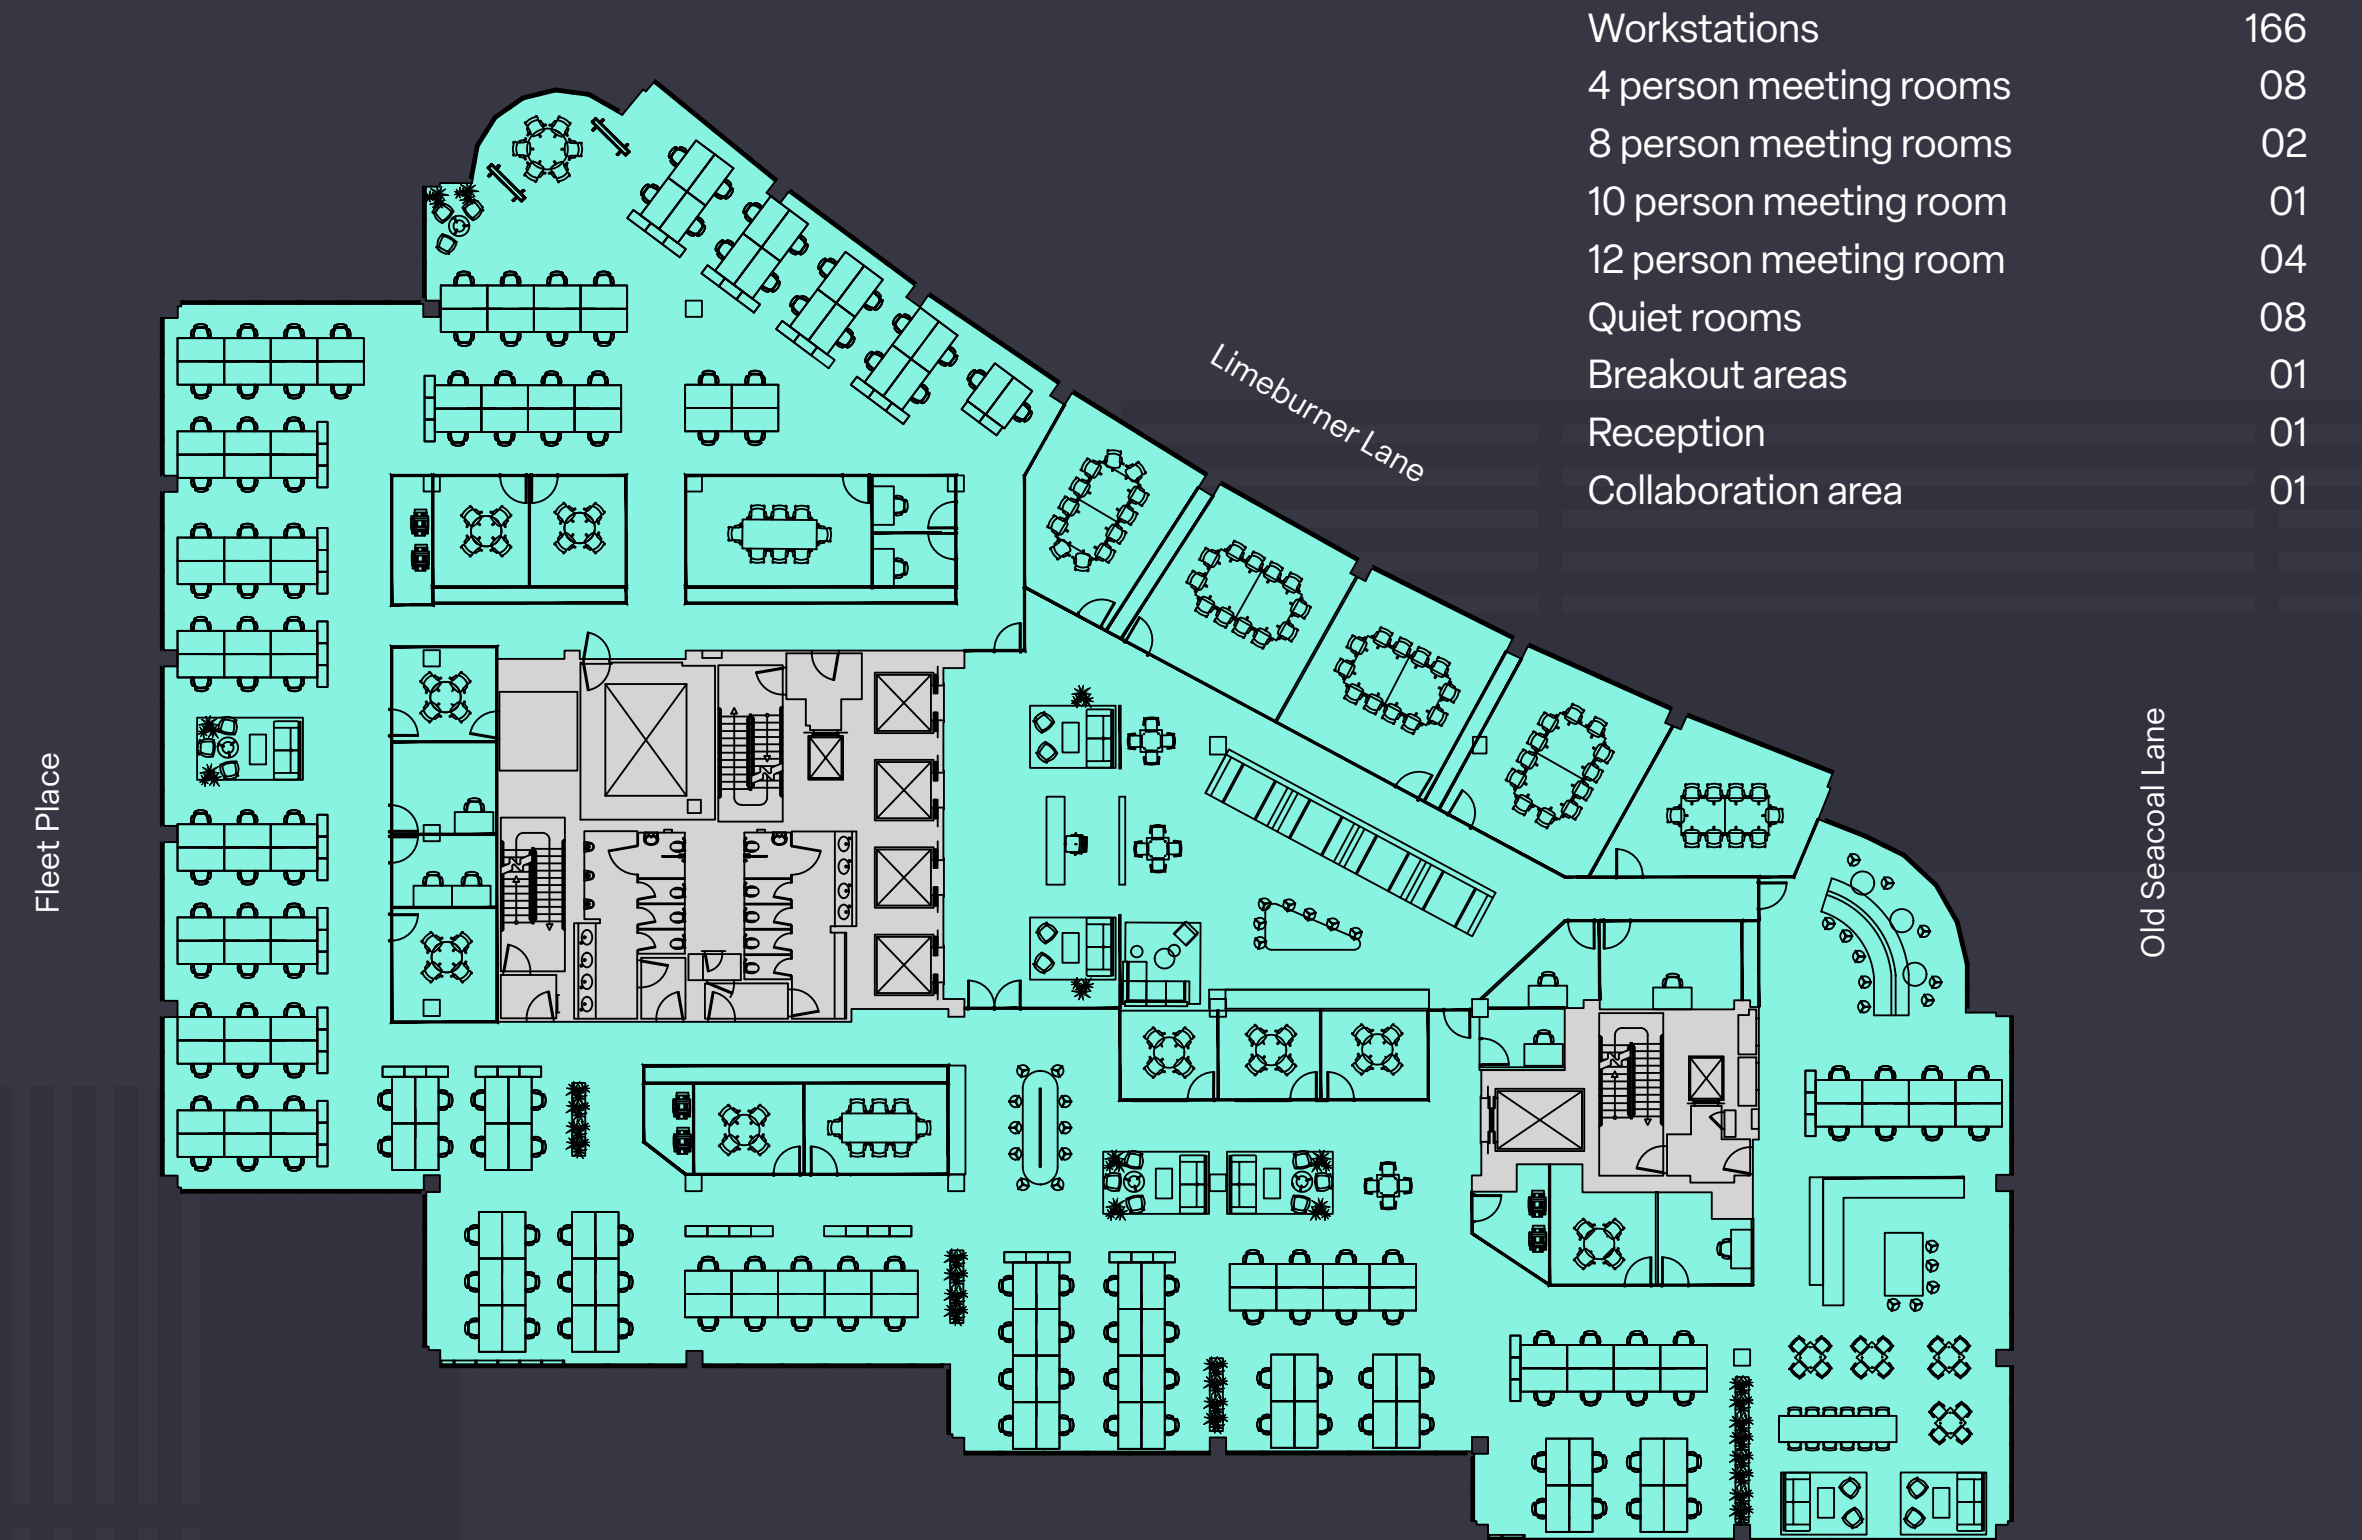 Workstations 166
4 person meeting rooms 08
8 person meeting rooms 02
10 person meeting room 01
12 person meeting room 04
Quiet rooms 08
Breakout areas 01
Reception 01
Collaboration area 01
Limeburner Lane
Fleet Place
Old Seacoal Lane